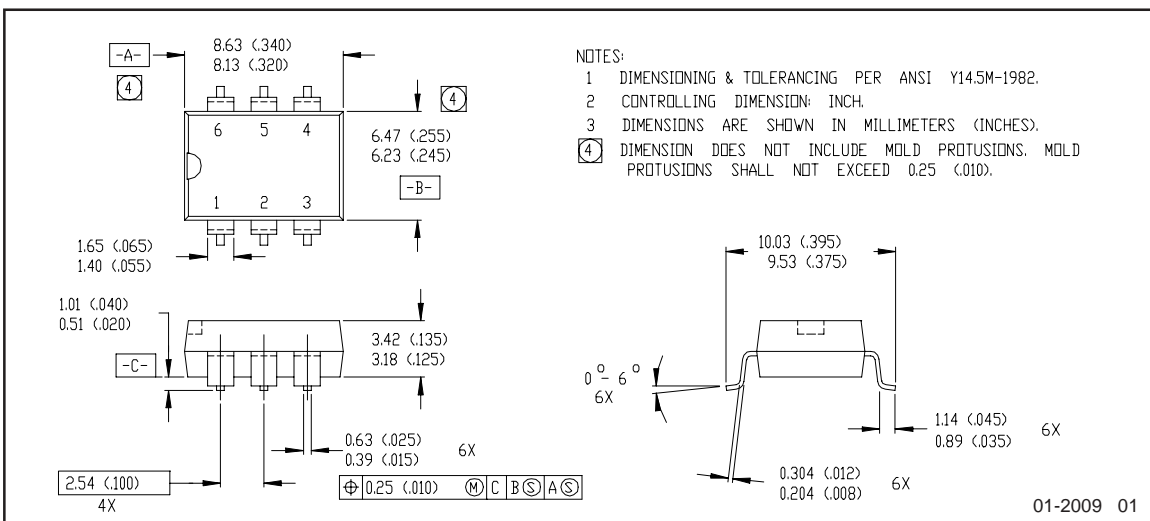 -A-
8.63 (.340)
8.13 (.320)
4
4
6 5 4
1 2 3
6.47 (.255)
6.23 (.245)
-B-
1.65 (.065)
1.40 (.055)
NOTES:
1 DIMENSIONING & TOLERANCING PER ANSI Y14.5M-1982.
2 CONTROLLING DIMENSION: INCH.
3 DIMENSIONS ARE SHOWN IN MILLIMETERS (INCHES).
4 DIMENSION DOES NOT INCLUDE MOLD PROTUSIONS. MOLD
PROTUSIONS SHALL NOT EXCEED 0.25 (.010).
1.01 (.040)
0.51 (.020)
-C-
3.42 (.135)
3.18 (.125)
0.63 (.025)
0.39 (.015)
6X
2.54 (.100)
4X
⌖ 0.25 (.010) Ⓜ C B Ⓢ A Ⓢ
10.03 (.395)
9.53 (.375)
0° - 6°
6X
1.14 (.045)
0.89 (.035)
6X
0.304 (.012)
0.204 (.008)
6X
01-2009 01